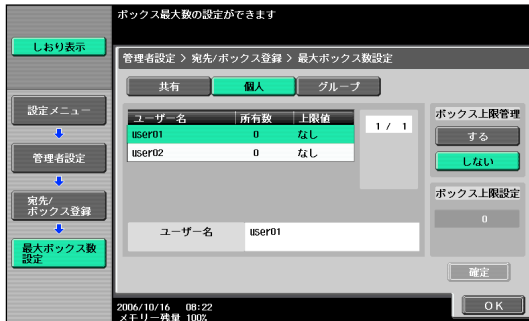 ボックス最大数の設定ができます
しおり表示
管理者設定 > 宛先/ボックス登録 > 最大ボックス数設定
共有 個人 グループ
設定メニュー
管理者設定
宛先/
ボックス登録
最大ボックス数
設定
ユーザー名 所有数 上限値
user01 0 なし
user02 0 なし
1 / 1
ユーザー名 user01
ボックス上限管理
する
しない
ボックス上限設定
0
確定
OK
2006/10/16 08:22
メモリー残量 100%